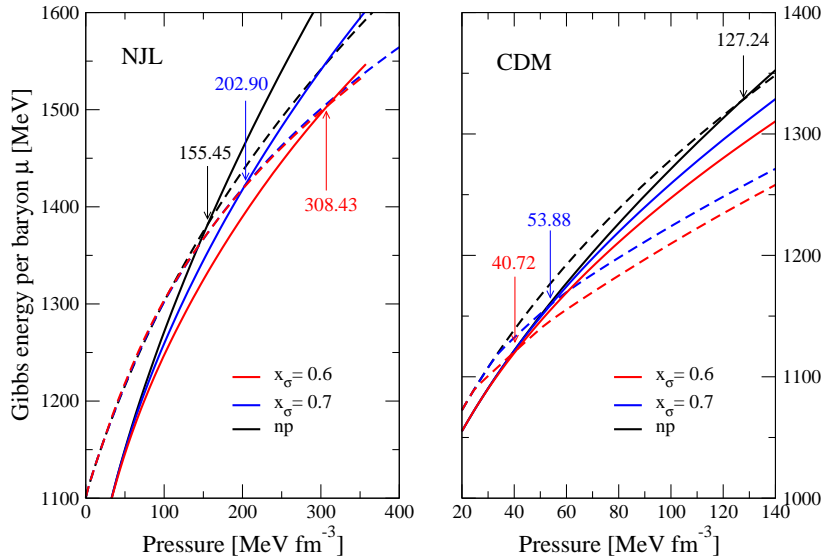 NJL
CDM
Gibbs energy per baryon μ [MeV]
1600
1500
1400
1300
1200
1100
0
100
200
300
400
Pressure [MeV fm⁻³]
155.45
202.90
308.43
x_σ= 0.6
x_σ= 0.7
np
127.24
53.88
40.72
x_σ= 0.6
x_σ= 0.7
np
1400
1300
1200
1100
1000
20
40
60
80
100
120
140
Pressure [MeV fm⁻³]